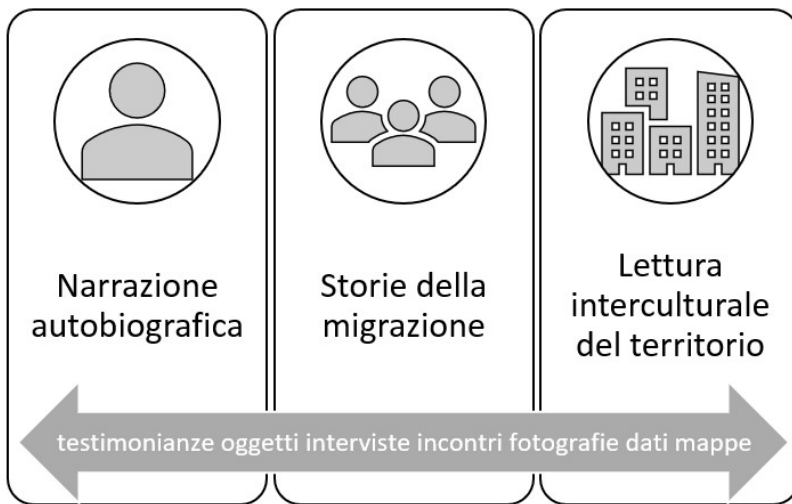 Narrazione
autobiografica
Storie della
migrazione
Lettura
interculturale
del territorio
testimonianze oggetti interviste incontri fotografie dati mappe